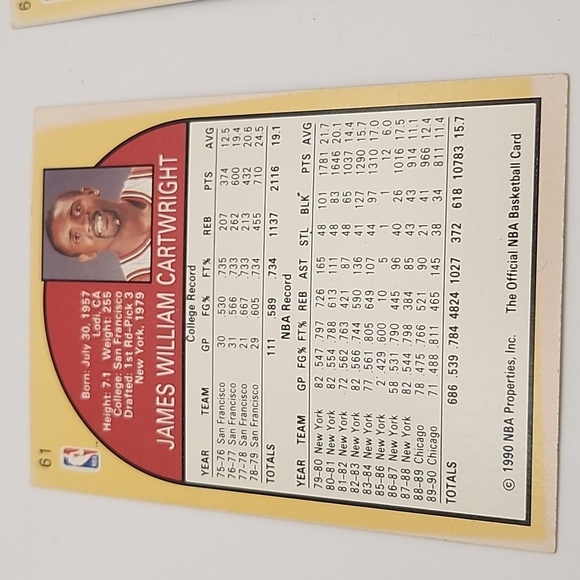 61
Born: July 30, 1957
Lodi, CA
Height: 7-1 Weight: 255
College: San Francisco
Drafted: 1st Rd-Pick 3
New York, 1979
JAMES WILLIAM CARTWRIGHT
College Record
YEAR TEAM GP FG% FT% REB PTS AVG
75–76 San Francisco 30 .530 .735 207 374 12.5
76–77 San Francisco 31 .566 .733 262 600 19.4
77–78 San Francisco 21 .667 .733 213 432 20.6
78–79 San Francisco 29 .605 .734 455 710 24.5
TOTALS 111 .589 .734 1137 2116 19.1
NBA Record
YEAR TEAM GP FG% FT% REB AST STL BLK PTS AVG
79–80 New York 82 .547 .797 .726 165 48 101 1781 21.7
80–81 New York 82 .554 .788 613 111 48 83 1646 20.1
81–82 New York 72 .562 .763 421 87 48 65 1037 14.4
82–83 New York 82 .566 .744 590 136 41 127 1290 15.7
83–84 New York 77 .561 .805 649 107 44 97 1310 17.0
85–86 New York 2 .429 .600 10 5 1 1 12 6.0
86–87 New York 58 .531 .790 445 96 40 26 1016 17.5
87–88 New York 82 .544 .798 384 85 43 43 914 11.1
88–89 Chicago 78 .475 .766 521 90 21 41 966 12.4
89–90 Chicago 71 .488 .811 465 145 38 34 811 11.4
TOTALS 686 .539 .784 4824 1027 372 618 10783 15.7
© 1990 NBA Properties, Inc. The Official NBA Basketball Card